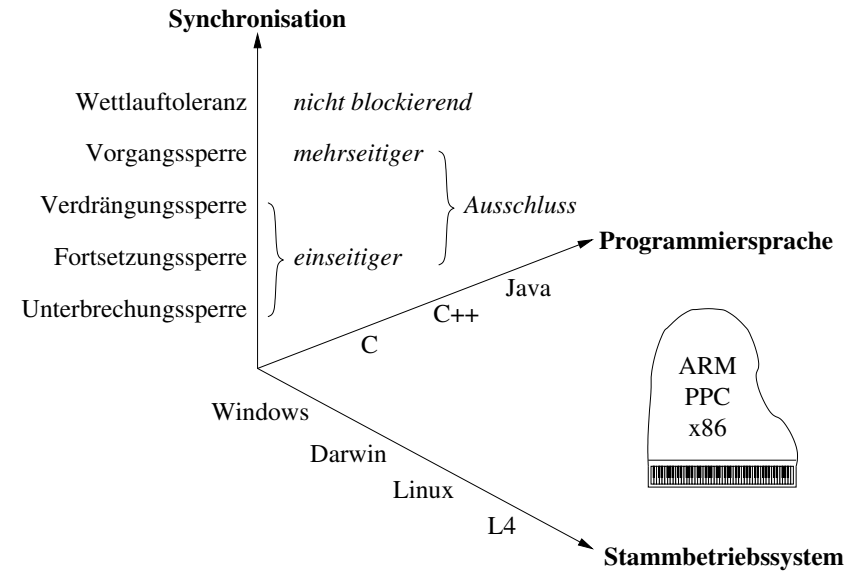 Synchronisation
Wettlauftoleranz nicht blockierend
Vorgangssperre mehrseitiger
Verdrängungssperre Ausschluss
Programmiersprache
Fortsetzungssperre einseitiger
Java
Unterbrechungssperre C++
C
ARM
PPC
x86
Windows
Darwin
Linux
L4
Stammbetriebssystem